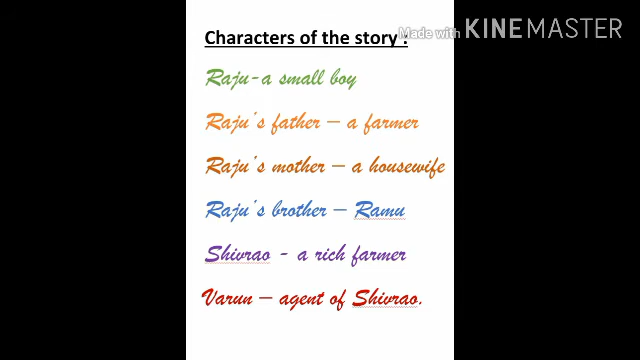 Characters of the story :
Made with KINEMASTER
Raju-a small boy
Raju's father – a farmer
Raju's mother – a housewife
Raju's brother – Ramu
Shivrao - a rich farmer
Varun – agent of Shivrao.